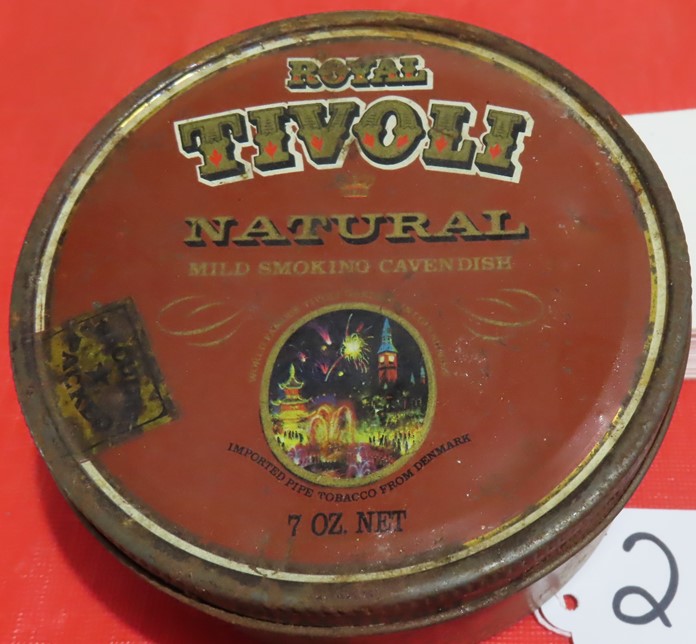 ROYAL
TIVOLI
NATURAL
MILD SMOKING CAVENDISH
IMPORTED PIPE TOBACCO FROM DENMARK
7 OZ. NET
2